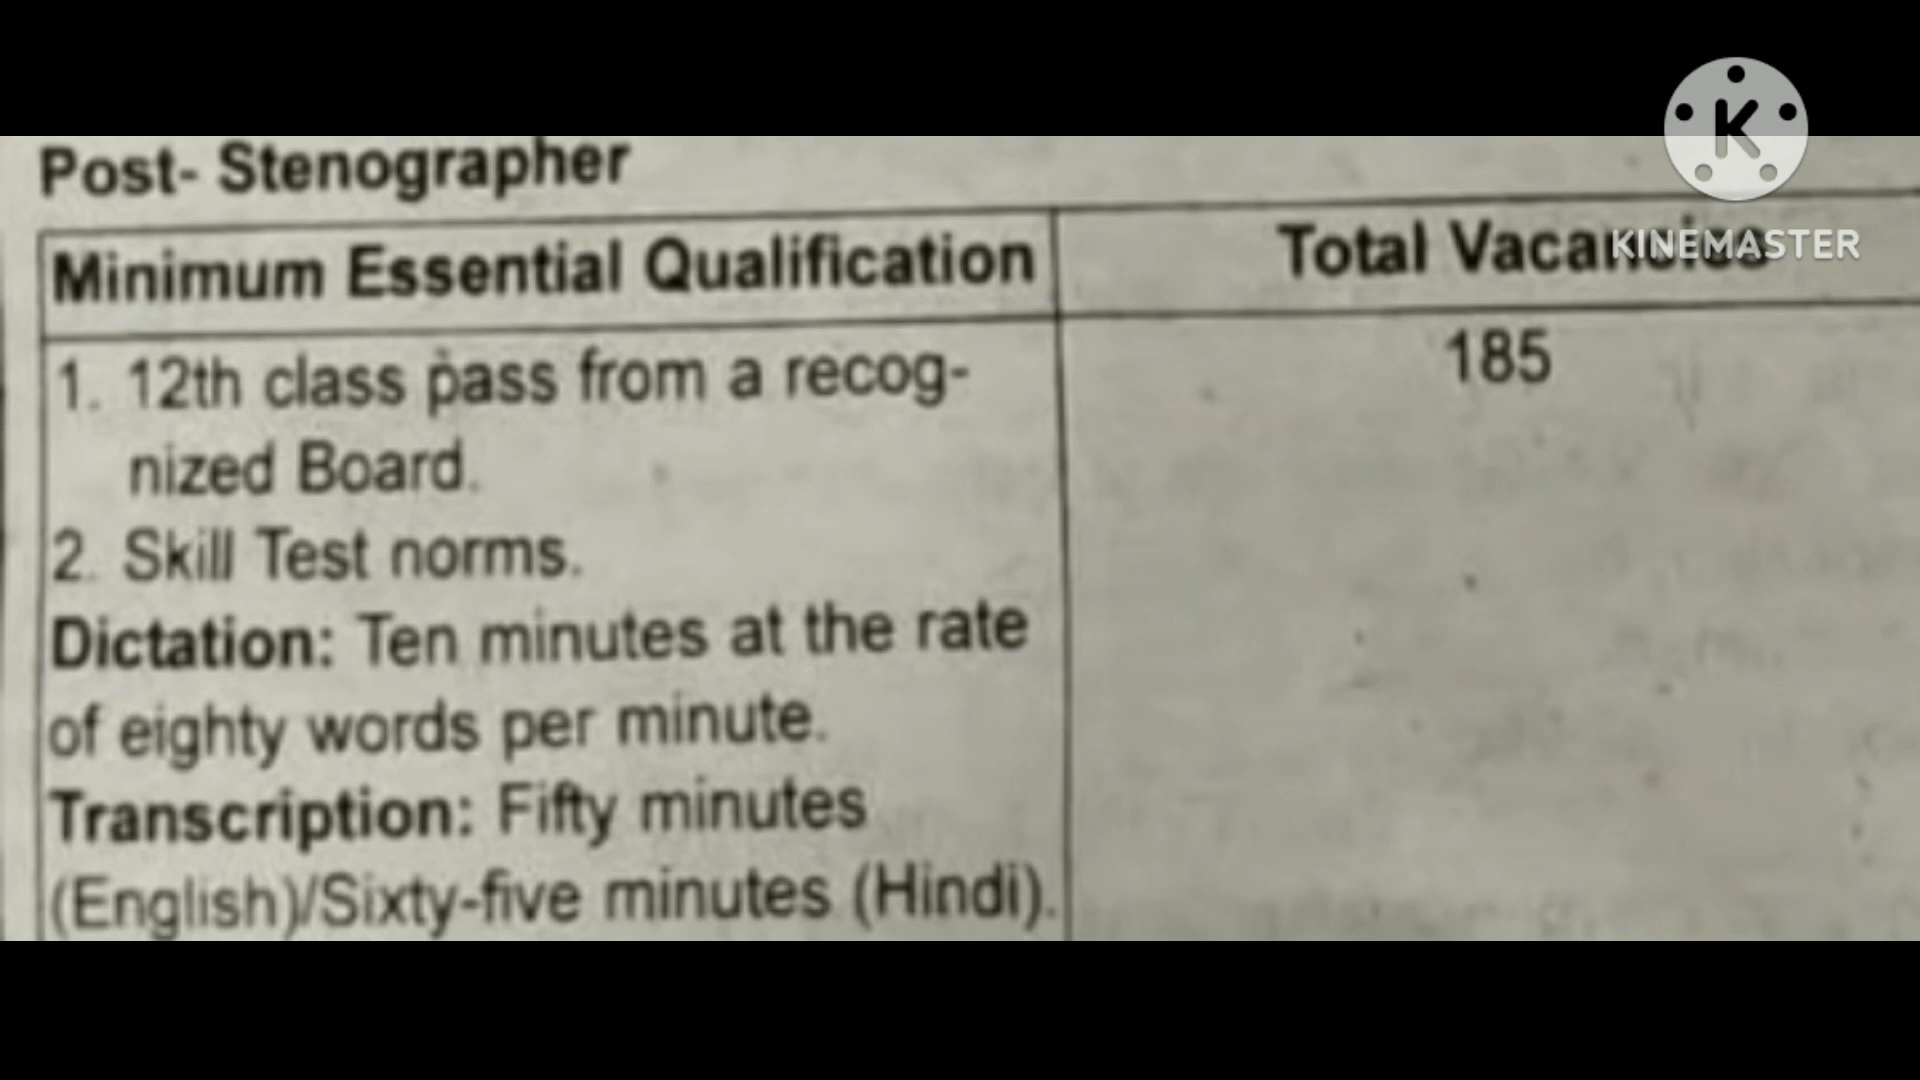 Post- Stenographer
Minimum Essential Qualification
Total Vacancies
185
1. 12th class pass from a recog-
nized Board.
2. Skill Test norms.
Dictation: Ten minutes at the rate
of eighty words per minute.
Transcription: Fifty minutes
(English)/Sixty-five minutes (Hindi).
K
KINEMASTER